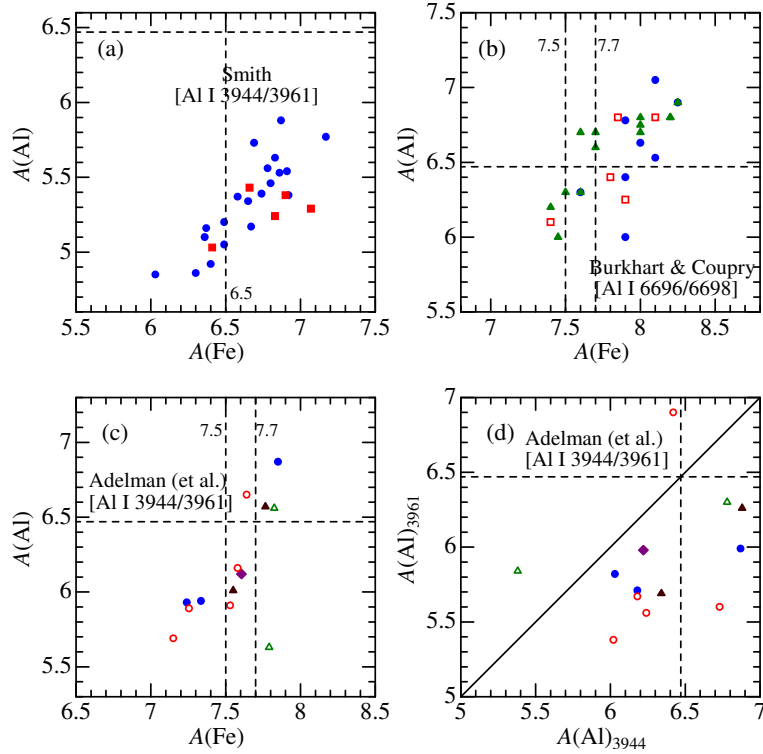 (a)
Smith
[Al I 3944/3961]
6.5
6.5
6
5.5
5
A(Al)
5.5 6 6.5 7 7.5
A(Fe)
(b)
7.5 7.7
Burkhart & Coupry
[Al I 6696/6698]
7.5
7
6.5
6
5.5
A(Al)
7 7.5 8 8.5
A(Fe)
(c)
7.5 7.7
Adelman (et al.)
[Al I 3944/3961]
7
6.5
6
5.5
A(Al)
6.5 7 7.5 8 8.5
A(Fe)
(d)
Adelman (et al.)
[Al I 3944/3961]
7
6.5
6
5.5
5
A(Al)3961
5 5.5 6 6.5 7
A(Al)3944